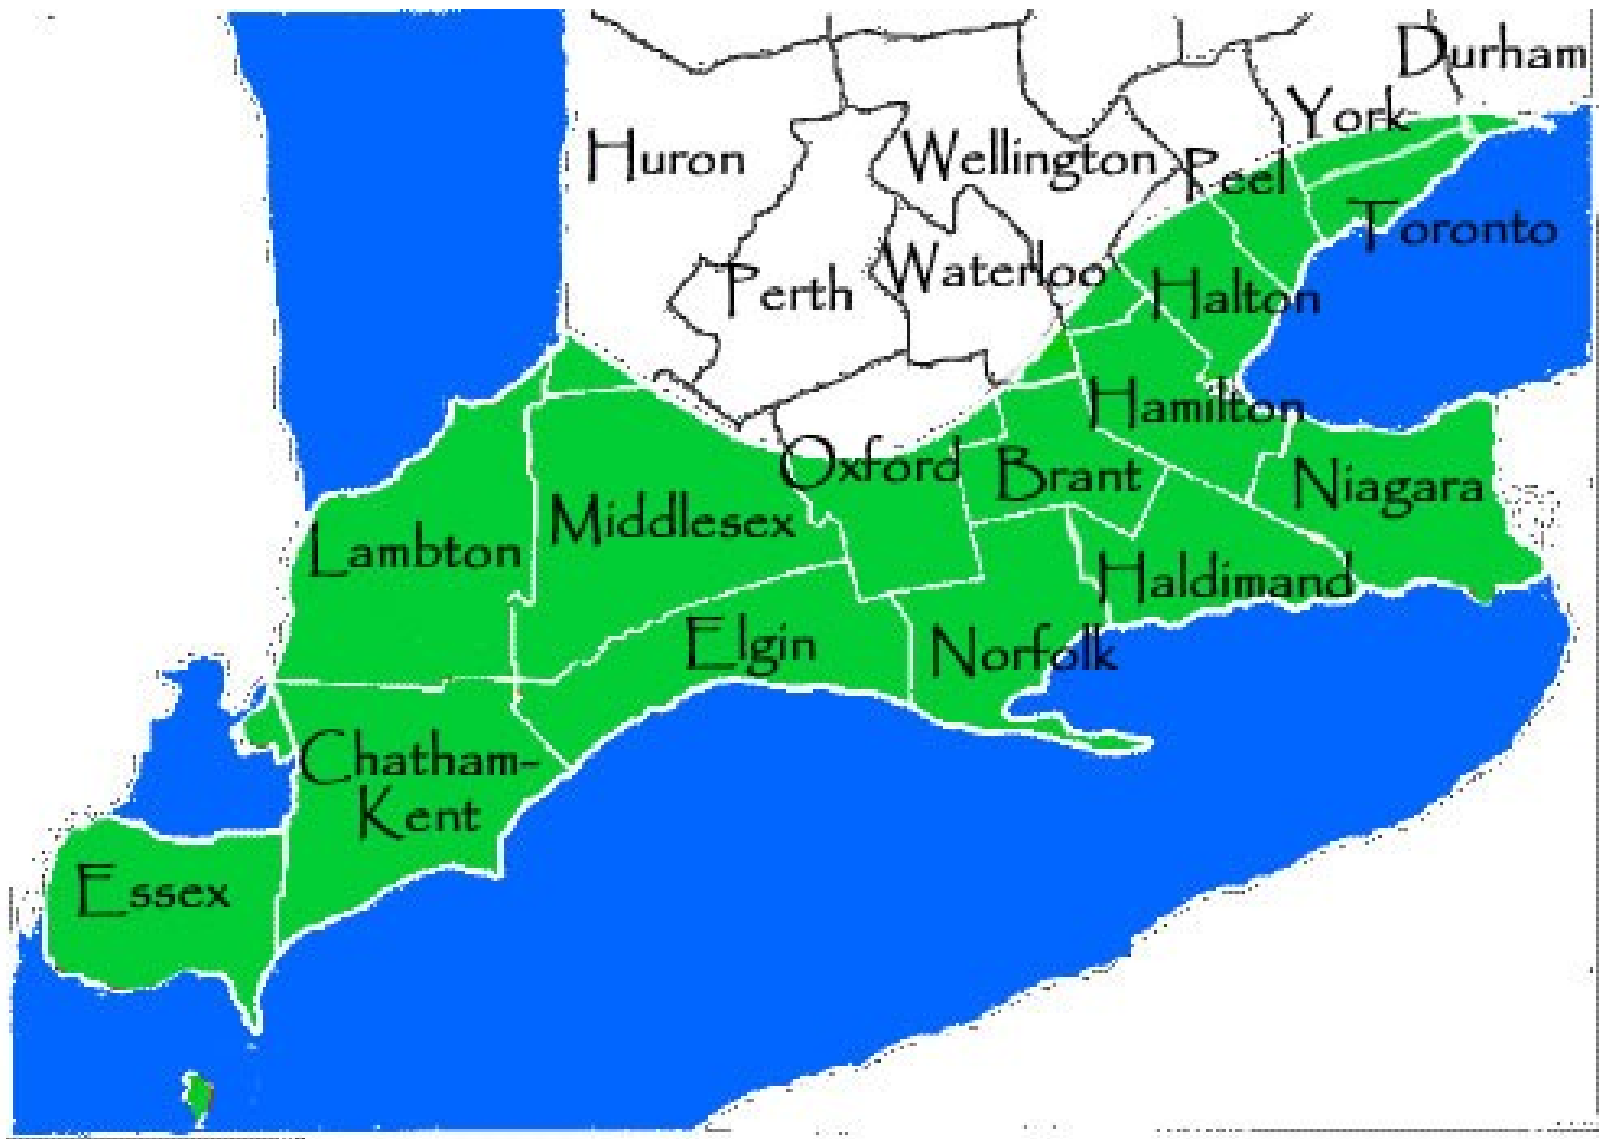 Durham
York
Huron
Wellington
Peel
Toronto
Perth
Waterloo
Halton
Hamilton
Oxford
Brant
Niagara
Middlesex
Lambton
Haldimand
Elgin
Norfolk
Chatham-
Kent
Essex